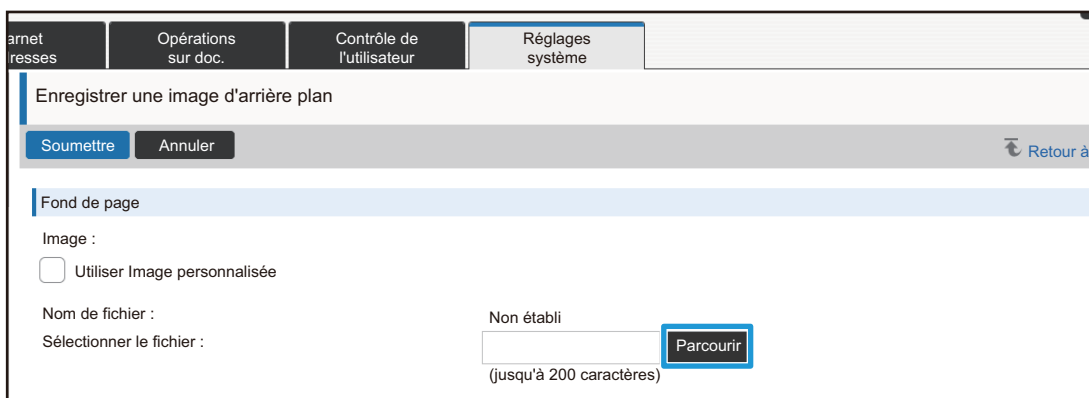 arnet
resses
Opérations
sur doc.
Contrôle de
l'utilisateur
Réglages
système
Enregistrer une image d'arrière plan
Soumettre Annuler
Retour à
Fond de page
Image :
Utiliser Image personnalisée
Nom de fichier : Non établi
Sélectionner le fichier : Parcourir
(jusqu'à 200 caractères)